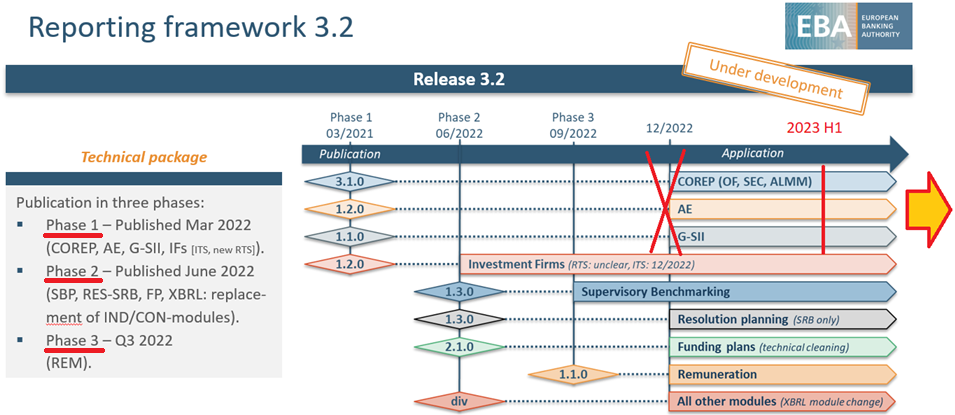 Reporting framework 3.2
EBA
EUROPEAN
BANKING
AUTHORITY
Release 3.2
Under development
Phase 1
03/2021
Phase 2
06/2022
Phase 3
09/2022
12/2022
2023 H1
Technical package
Publication
Application
Publication in three phases:
Phase 1 – Published Mar 2022
(COREP, AE, G-SII, IFs [ITS, new RTS]).
Phase 2 – Published June 2022
(SBP, RES-SRB, FP, XBRL: replace-
ment of IND/CON-modules).
Phase 3 – Q3 2022
(REM).
3.1.0
COREP (OF, SEC, ALMM)
1.2.0
AE
1.1.0
G-SII
1.2.0
Investment Firms (RTS: unclear, ITS: 12/2022)
1.3.0
Supervisory Benchmarking
1.3.0
Resolution planning (SRB only)
2.1.0
Funding plans (technical cleaning)
1.1.0
Remuneration
div
All other modules (XBRL module change)